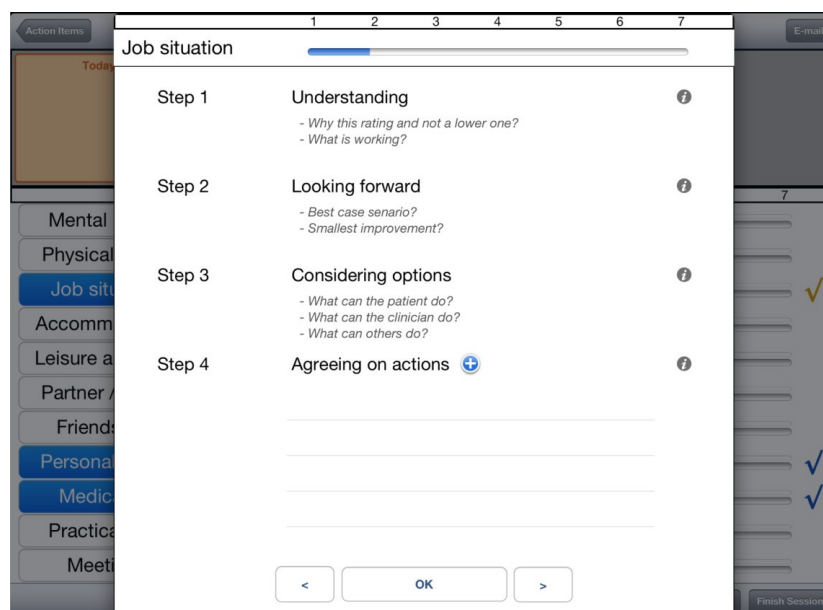 Action Items
E-mail
Today
1 2 3 4 5 6 7
Job situation
Step 1 Understanding
- Why this rating and not a lower one?
- What is working?
Step 2 Looking forward
- Best case senario?
- Smallest improvement?
Step 3 Considering options
- What can the patient do?
- What can the clinician do?
- What can others do?
Step 4 Agreeing on actions
< OK >
7
Mental
Physical
Job situ
Accomm
Leisure a
Partner /
Friends
Personal
Medica
Practica
Meeti
Finish Session